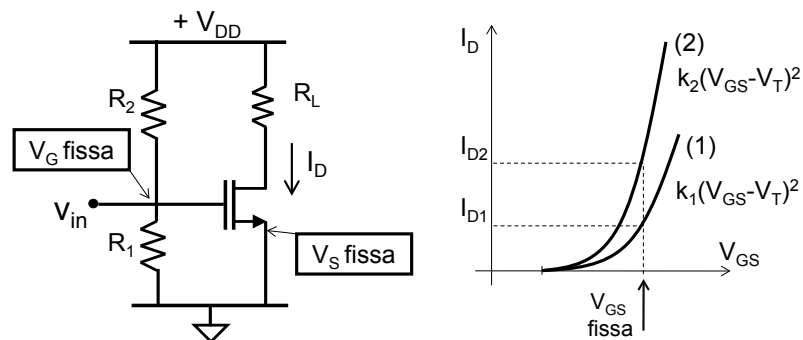 + V_DD
R_2
R_L
V_G fissa
I_D
v_in
R_1
V_S fissa
I_D
(2)
k_2(V_GS-V_T)^2
I_D2
(1)
I_D1
k_1(V_GS-V_T)^2
V_GS
V_GS
fissa